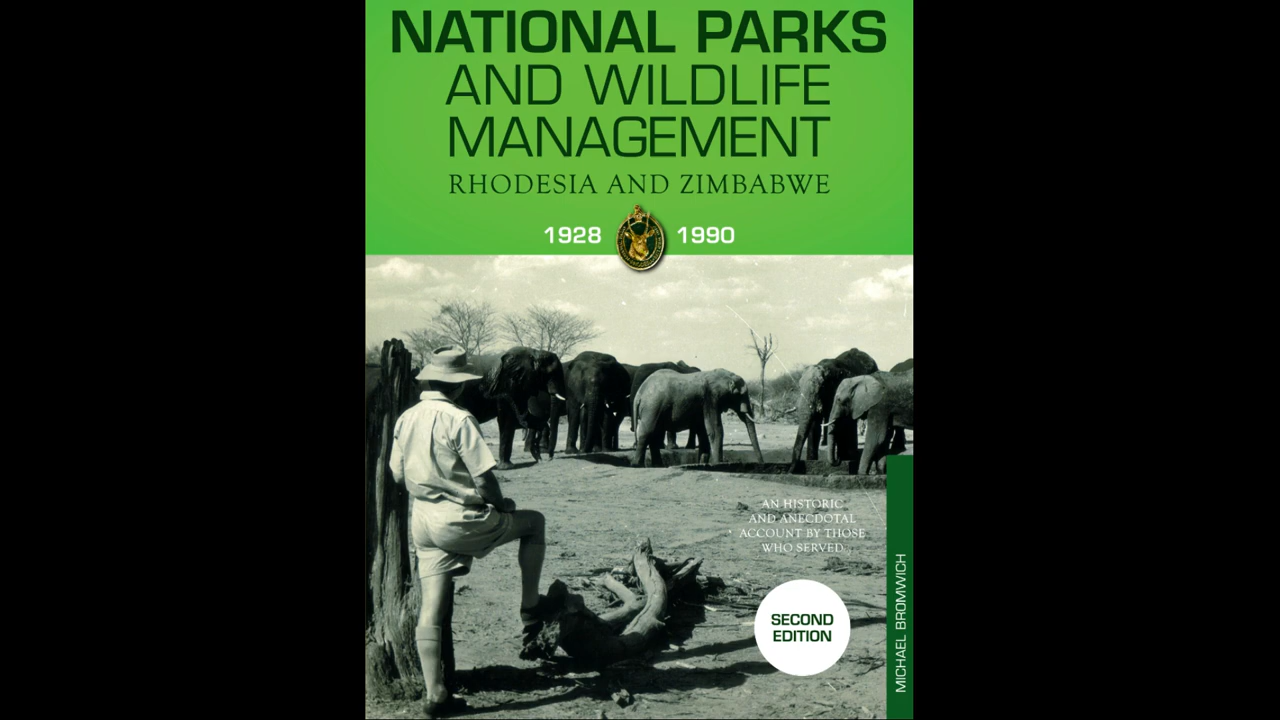 NATIONAL PARKS
AND WILDLIFE
MANAGEMENT
RHODESIA AND ZIMBABWE
1928 1990
AN HISTORIC
AND ANECDOTAL
ACCOUNT BY THOSE
WHO SERVED.
SECOND
EDITION
MICHAEL BROMWICH